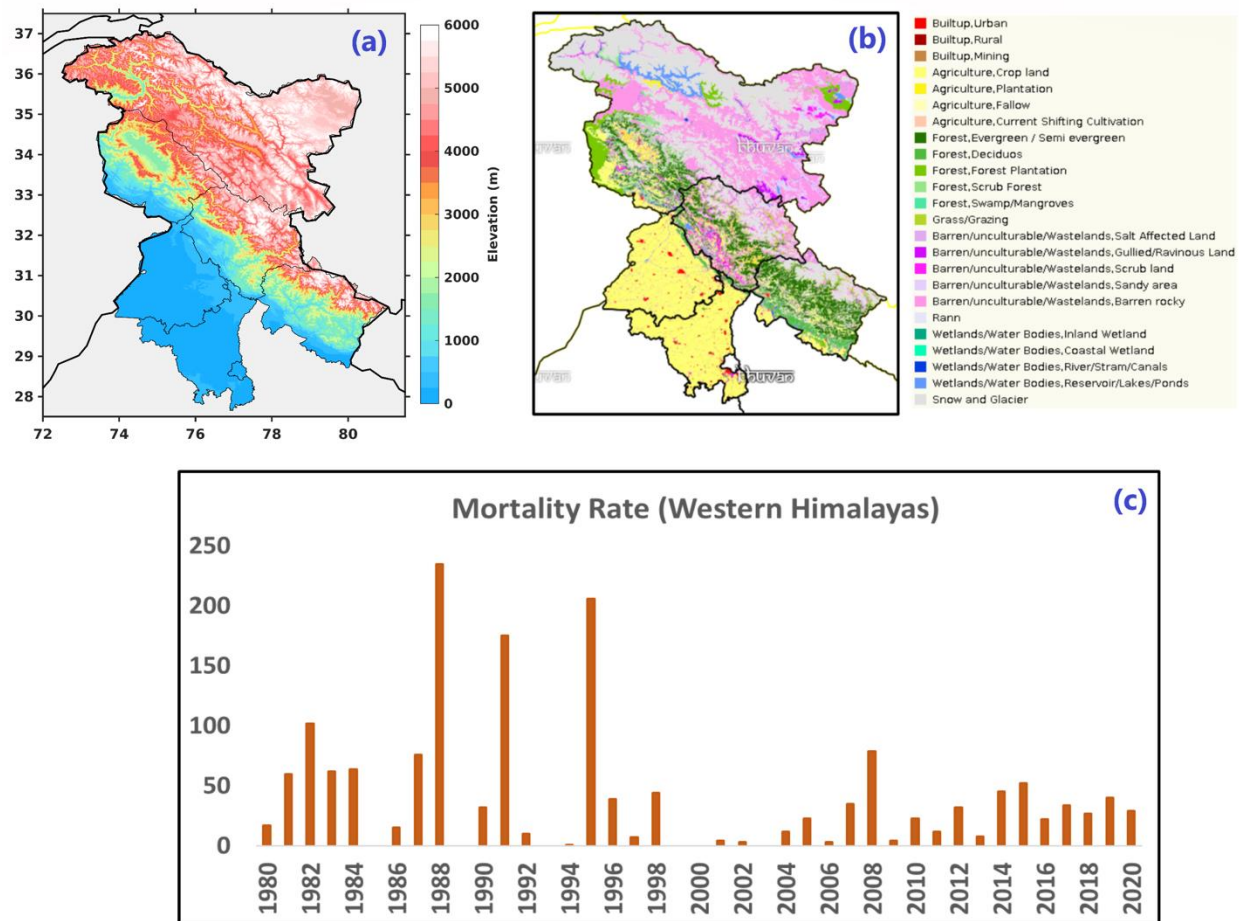 (a)
37
36
35
34
33
32
31
30
29
28
72 74 76 78 80
6000
5000
4000
3000
2000
1000
0
Elevation (m)
(b)
bhuvan
bhuvan
Builtup,Urban
Builtup,Rural
Builtup,Mining
Agriculture,Crop land
Agriculture,Plantation
Agriculture,Fallow
Agriculture,Current Shifting Cultivation
Forest,Evergreen / Semi evergreen
Forest,Deciduos
Forest,Forest Plantation
Forest,Scrub Forest
Forest,Swamp/Mangroves
Grass/Grazing
Barren/unculturable/Wastelands,Salt Affected Land
Barren/unculturable/Wastelands,Gullied/Ravinous Land
Barren/unculturable/Wastelands,Scrub land
Barren/unculturable/Wastelands,Sandy area
Barren/unculturable/Wastelands,Barren rocky
Rann
Wetlands/Water Bodies,Inland Wetland
Wetlands/Water Bodies,Coastal Wetland
Wetlands/Water Bodies,River/Stram/Canals
Wetlands/Water Bodies,Reservoir/Lakes/Ponds
Snow and Glacier
Mortality Rate (Western Himalayas)
(c)
250
200
150
100
50
0
1980 1982 1984 1986 1988 1990 1992 1994 1996 1998 2000 2002 2004 2006 2008 2010 2012 2014 2016 2018 2020